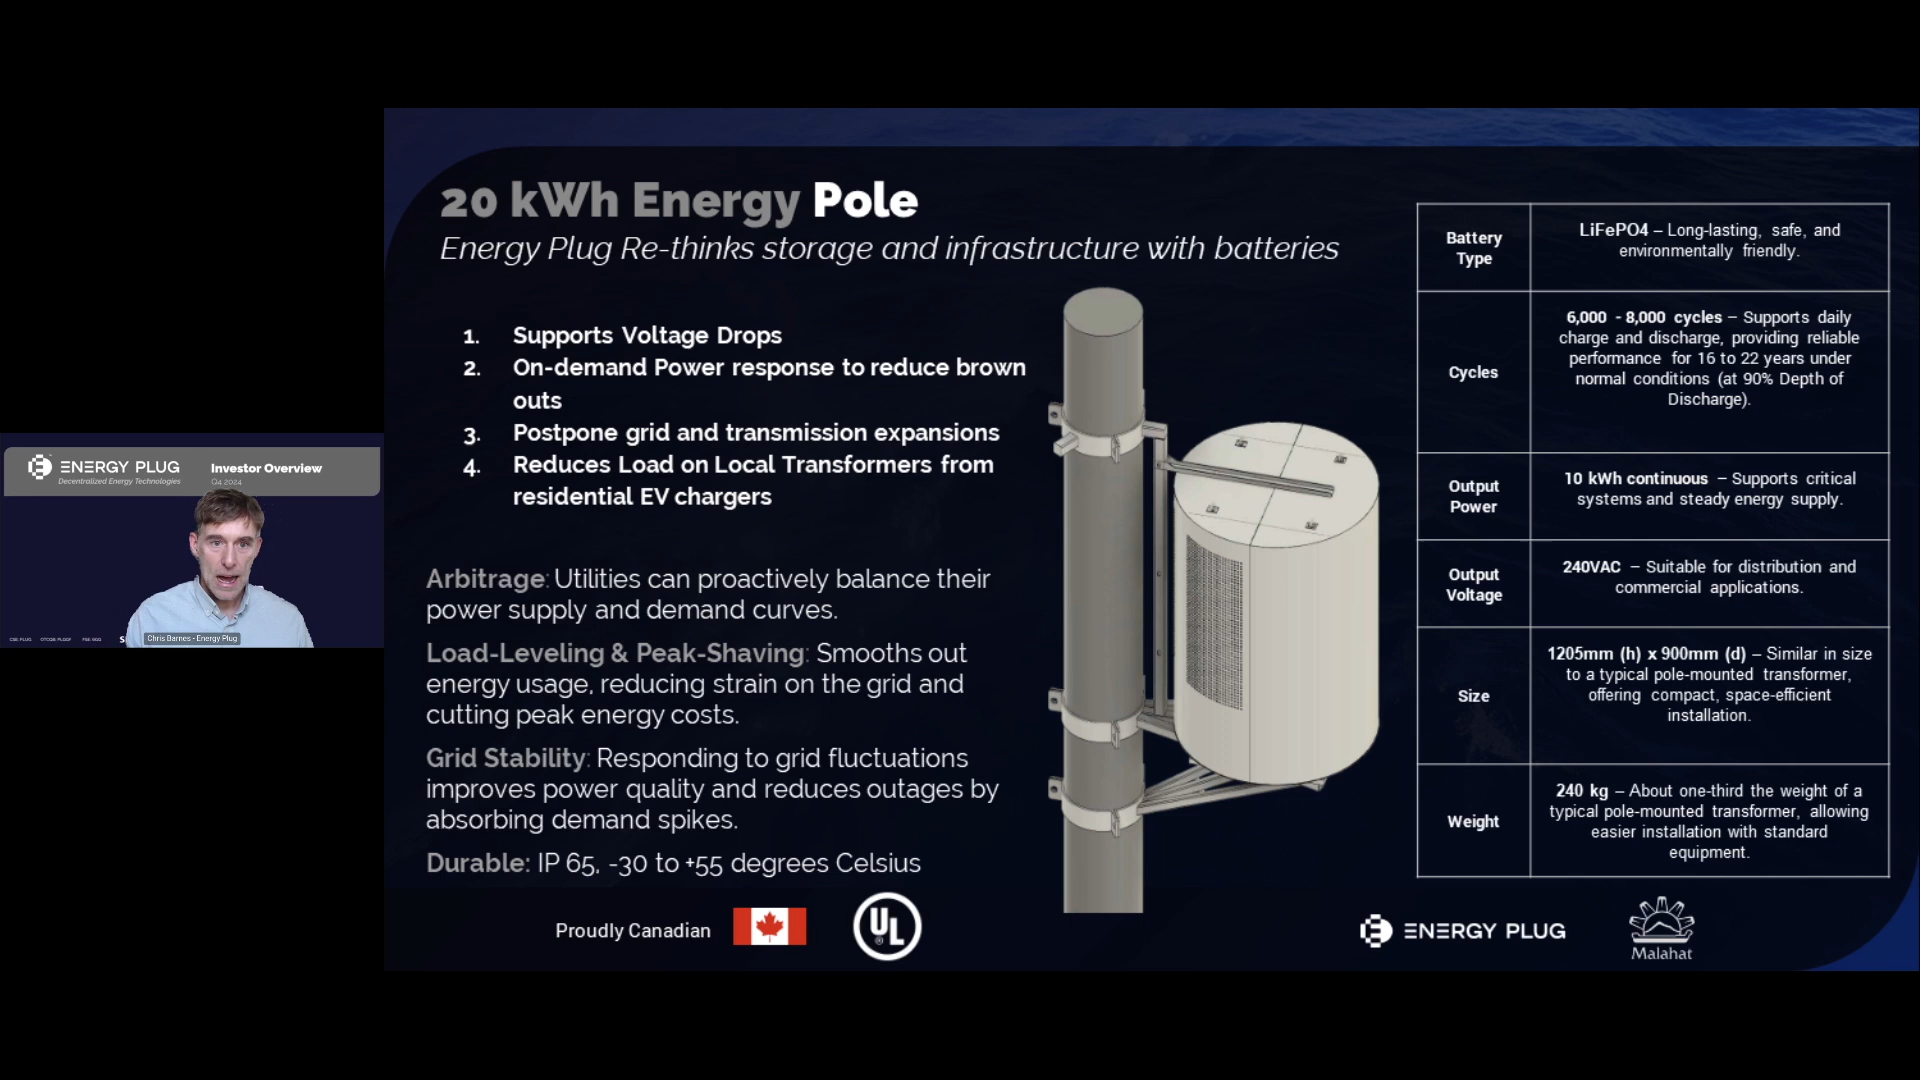 20 kWh Energy Pole
Energy Plug Re-thinks storage and infrastructure with batteries
1. Supports Voltage Drops
2. On-demand Power response to reduce brown
outs
3. Postpone grid and transmission expansions
4. Reduces Load on Local Transformers from
residential EV chargers
Arbitrage: Utilities can proactively balance their
power supply and demand curves.
Load-Leveling & Peak-Shaving: Smooths out
energy usage, reducing strain on the grid and
cutting peak energy costs.
Grid Stability: Responding to grid fluctuations
improves power quality and reduces outages by
absorbing demand spikes.
Durable: IP 65, -30 to +55 degrees Celsius
Proudly Canadian
UL
®
Battery
Type
LiFePO4 – Long-lasting, safe, and
environmentally friendly.
Cycles
6,000 - 8,000 cycles – Supports daily
charge and discharge, providing reliable
performance for 16 to 22 years under
normal conditions (at 90% Depth of
Discharge).
Output
Power
10 kWh continuous – Supports critical
systems and steady energy supply.
Output
Voltage
240VAC – Suitable for distribution and
commercial applications.
Size
1205mm (h) x 900mm (d) – Similar in size
to a typical pole-mounted transformer,
offering compact, space-efficient
installation.
Weight
240 kg – About one-third the weight of a
typical pole-mounted transformer, allowing
easier installation with standard
equipment.
ENERGY PLUG
Malahat
ENERGY PLUG
Decentralized Energy Technologies
Investor Overview
Q4 2024
CSE: PLUG
Chris Barnes - Energy Plug